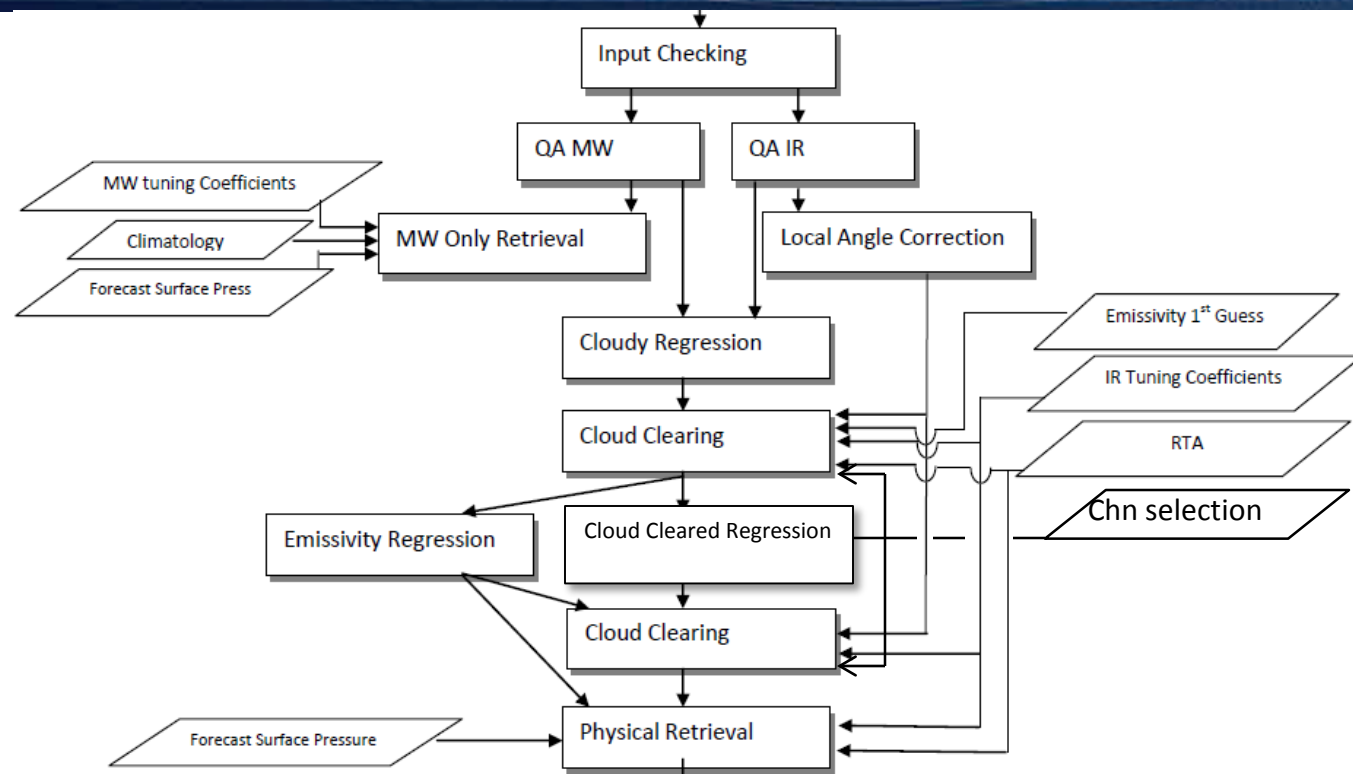 Input Checking
QA MW
QA IR
MW tuning Coefficients
Climatology
MW Only Retrieval
Local Angle Correction
Forecast Surface Press
Emissivity 1st Guess
Cloudy Regression
IR Tuning Coefficients
Cloud Clearing
RTA
Chn selection
Emissivity Regression
Cloud Cleared Regression
Cloud Clearing
Physical Retrieval
Forecast Surface Pressure